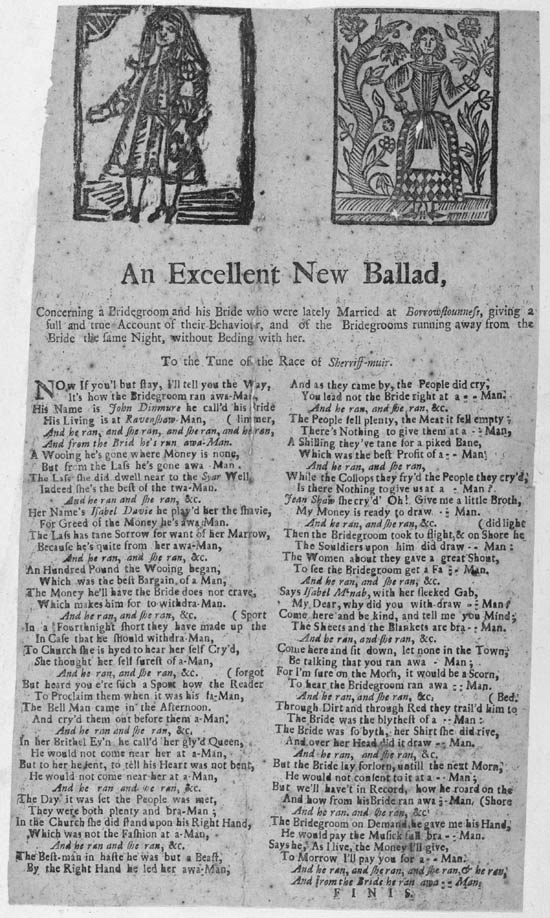 An Excellent New Ballad,
Concerning a Bridegroom and his Bride who were lately Married at Borrowstounness, giving a
full and true Account of their Behaviour, and of the Bridegrooms running away from the
Bride the same Night, without Beding with her.
To the Tune of the Race of Sherriff-muir.
NOw If you'l but stay, I'll tell you the Way,
It's how the Bridegroom ran awa-Man,
His Name is John Dinmure he call'd his Bride
His Living at Ravenshaw-Man, ( limmer,
And he ran, and she ran, and she ran, and he ran,
And from the Brid he's run awa-Man.
A Wooing he's gone where Money is none,
But from the Lass he's gone awa-Man.
The Lass she did dwell near to the Spar Well,
Indeed she's the best of the twa-Man.
And he ran and she ran, &c.
Her Name's Isabel Davie he play'd her the shavie,
For Greed of the Money he's awa-Man.
The Lass has tane Sorrow for want of her Marrow,
Because he's quite from her awa-Man,
And he ran, and she ran, &c.
An Hundred Pound the Wooing began,
Which was the best Bargain of a Man,
The Money he'll have the Bride does not crave,
Which makes him for to withdra-Man.
And he ran, and she ran, &c. ( Sport
In a Fourthnight short they have made up the
In Case that he should withdra-Man,
To Church she is hyed to hear her self Cry'd,
She thought her self surest of a-Man,
And he ran, and she ran, &c. ( forgot
But heard you e're such a Spott how the Reader
To Proclaim them when it was his fa-Man,
The Bell Man came in the Afternoon.
And cry'd them out before them a-Man.
And he ran and she ran, &c.
In her Brithel Ey'n he call'd her gly'd Queen,
He would not come near her at a-Man,
But to her he sent, to tell his Heart was not bent,
He would not come near her at a-Man,
And he ran and we ran, &c.
The Day it was set the People was met,
They were both plenty and bra-Man;
In the Church she did stand upon his Right Hand,
Which was not the Fashion at a-Man,
And he ran and she ran, &c.
The Best-man in haste he was but a Beast,
By the Right Hand he led her awa-Man,
And as they came by, the People did cry,
You lead not the Bride right at a - - Man.
And he ran, and she ran, &c.
The People fell plenty, the Meat it fell empty;
There's Nothing to give them at a - - Man,
A Shilling they've tane for a piked Bane,
Which was the best Profit of a - - Man;
And he ran, and she ran,
While the Collops they fry'd the People they cry'd,
Is there Nothing to give us at a - Man?
Jean Shaw she cry'd Oh! Give me a little Broth,
My Money is ready to draw - - Man.
And he ran, and she ran, &c. ( did light
Then the Bridegroom took to flight, & on Shore he
The Souldiers upon him did draw - - Man:
The Women about they gave a great Shout,
To see the Bridegroom get a Fa - - Man,
And he ran, and she ran, &c.
Says Isabel M'nab, with her sleeked Gab,
My Dear, why did you with-draw - - Man;
Come here and be kind, and tell me you Mind;
The Sheets and the Blankets are bra - - Man.
And he ran, and she ran, &c.
Come here and sit down, let none in the Town,
Be talking that you ran awa - Man;
For I'm sure on the Morh, it would be a Scorn,
To hear the Bridegroom ran awa - - Man.
And he ran, and she ran, &c. ( Bed.
Through Dirt and through Red they trail'd kim to
The Bride was the blythest of a - - Man:
The Bride was so byth, her Shirt she did rive,
And over her Head did it draw - - Man.
And he ran, and she ran, &c.
But the Bride lay forlorn, untill the next Morn,
He would not consent to it at a - - Man;
But we'll have't in Record, how he roard on the
And how from his Bride ran awa - Man. (Shore
And he ran. and she ran, &c.
The Bridegroom on Demand, he gave me his Hand,
He would pay the Musick full bra - - Man.
Says he, As I live, the Money I'll give,
To Morrow I'll pay you for a - - Man.
And he ran, and she ran, and she ran, & he ran,
And from the Bride he ran awa - - Man,
FINIS.